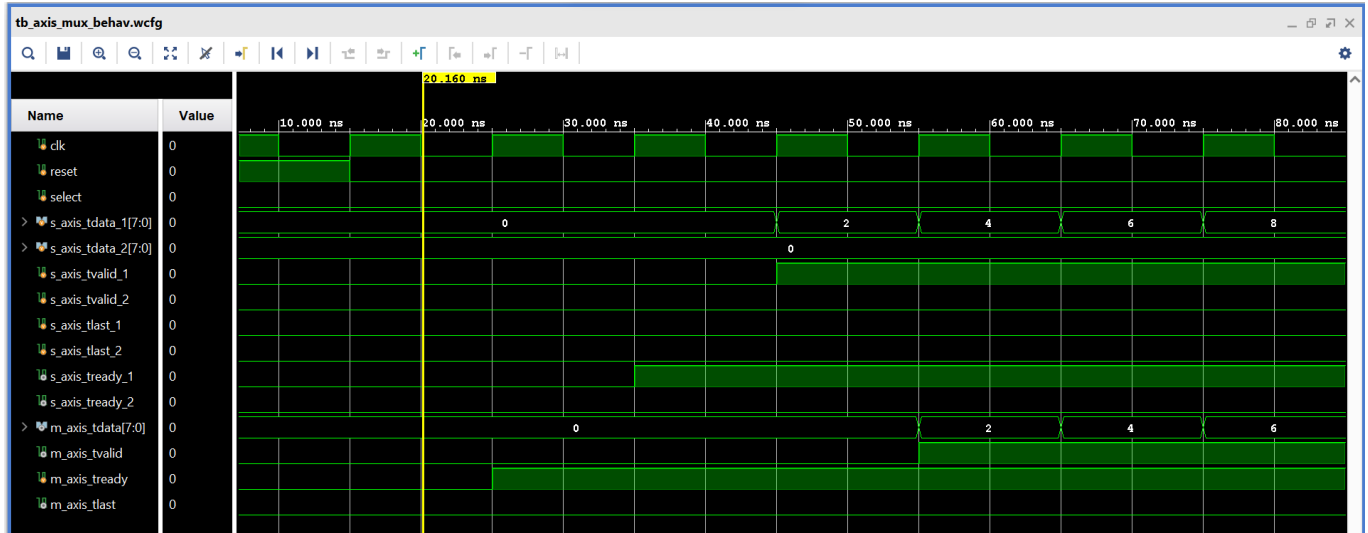 tb_axis_mux_behav.wcfg
20.160 ns
Name Value
10.000 ns 20.000 ns 30.000 ns 40.000 ns 50.000 ns 60.000 ns 70.000 ns 80.000 ns
clk 0
reset 0
select 0
s_axis_tdata_1[7:0] 0 0 2 4 6 8
s_axis_tdata_2[7:0] 0 0
s_axis_tvalid_1 0
s_axis_tvalid_2 0
s_axis_tlast_1 0
s_axis_tlast_2 0
s_axis_tready_1 0
s_axis_tready_2 0
m_axis_tdata[7:0] 0 0 2 4 6
m_axis_tvalid 0
m_axis_tready 0
m_axis_tlast 0